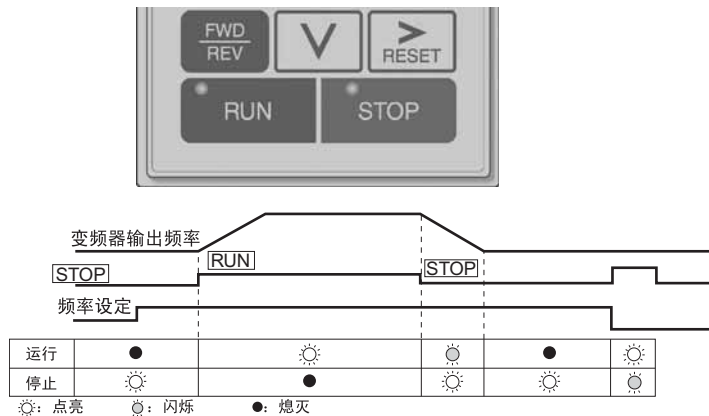 FWD
REV
V
>
RESET
RUN
STOP
变频器输出频率
STOP
RUN
STOP
频率设定
运行
停止
：点亮
：闪烁
：熄灭